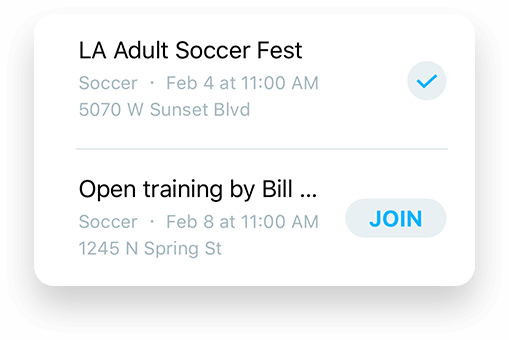 LA Adult Soccer Fest
Soccer · Feb 4 at 11:00 AM
5070 W Sunset Blvd
Open training by Bill ...
Soccer · Feb 8 at 11:00 AM
JOIN
1245 N Spring St